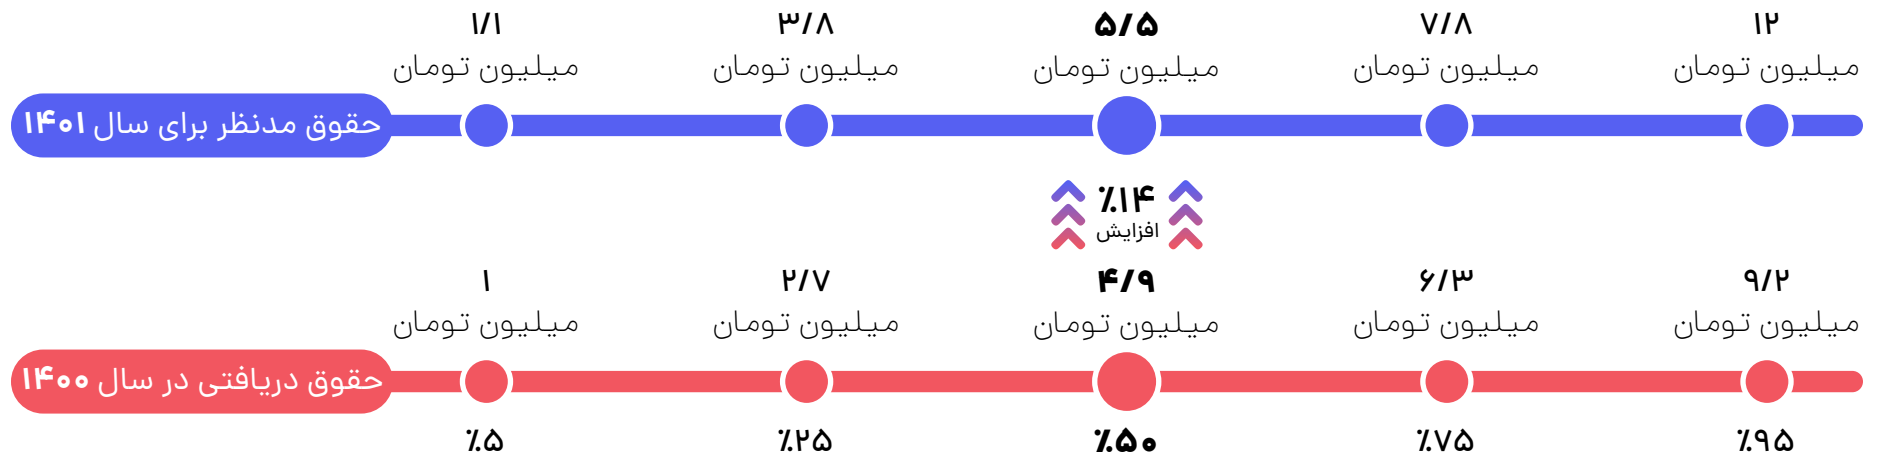 ۱/۱
میلیون تومان
۳/۸
میلیون تومان
۵/۵
میلیون تومان
۷/۸
میلیون تومان
۱۲
میلیون تومان
حقوق مدنظر برای سال ۱۴۰۱
٪۱۴
افزایش
۱
میلیون تومان
۲/۷
میلیون تومان
۴/۹
میلیون تومان
۶/۳
میلیون تومان
۹/۲
میلیون تومان
حقوق دریافتی در سال ۱۴۰۰
٪۵
٪۲۵
٪۵۰
٪۷۵
٪۹۵